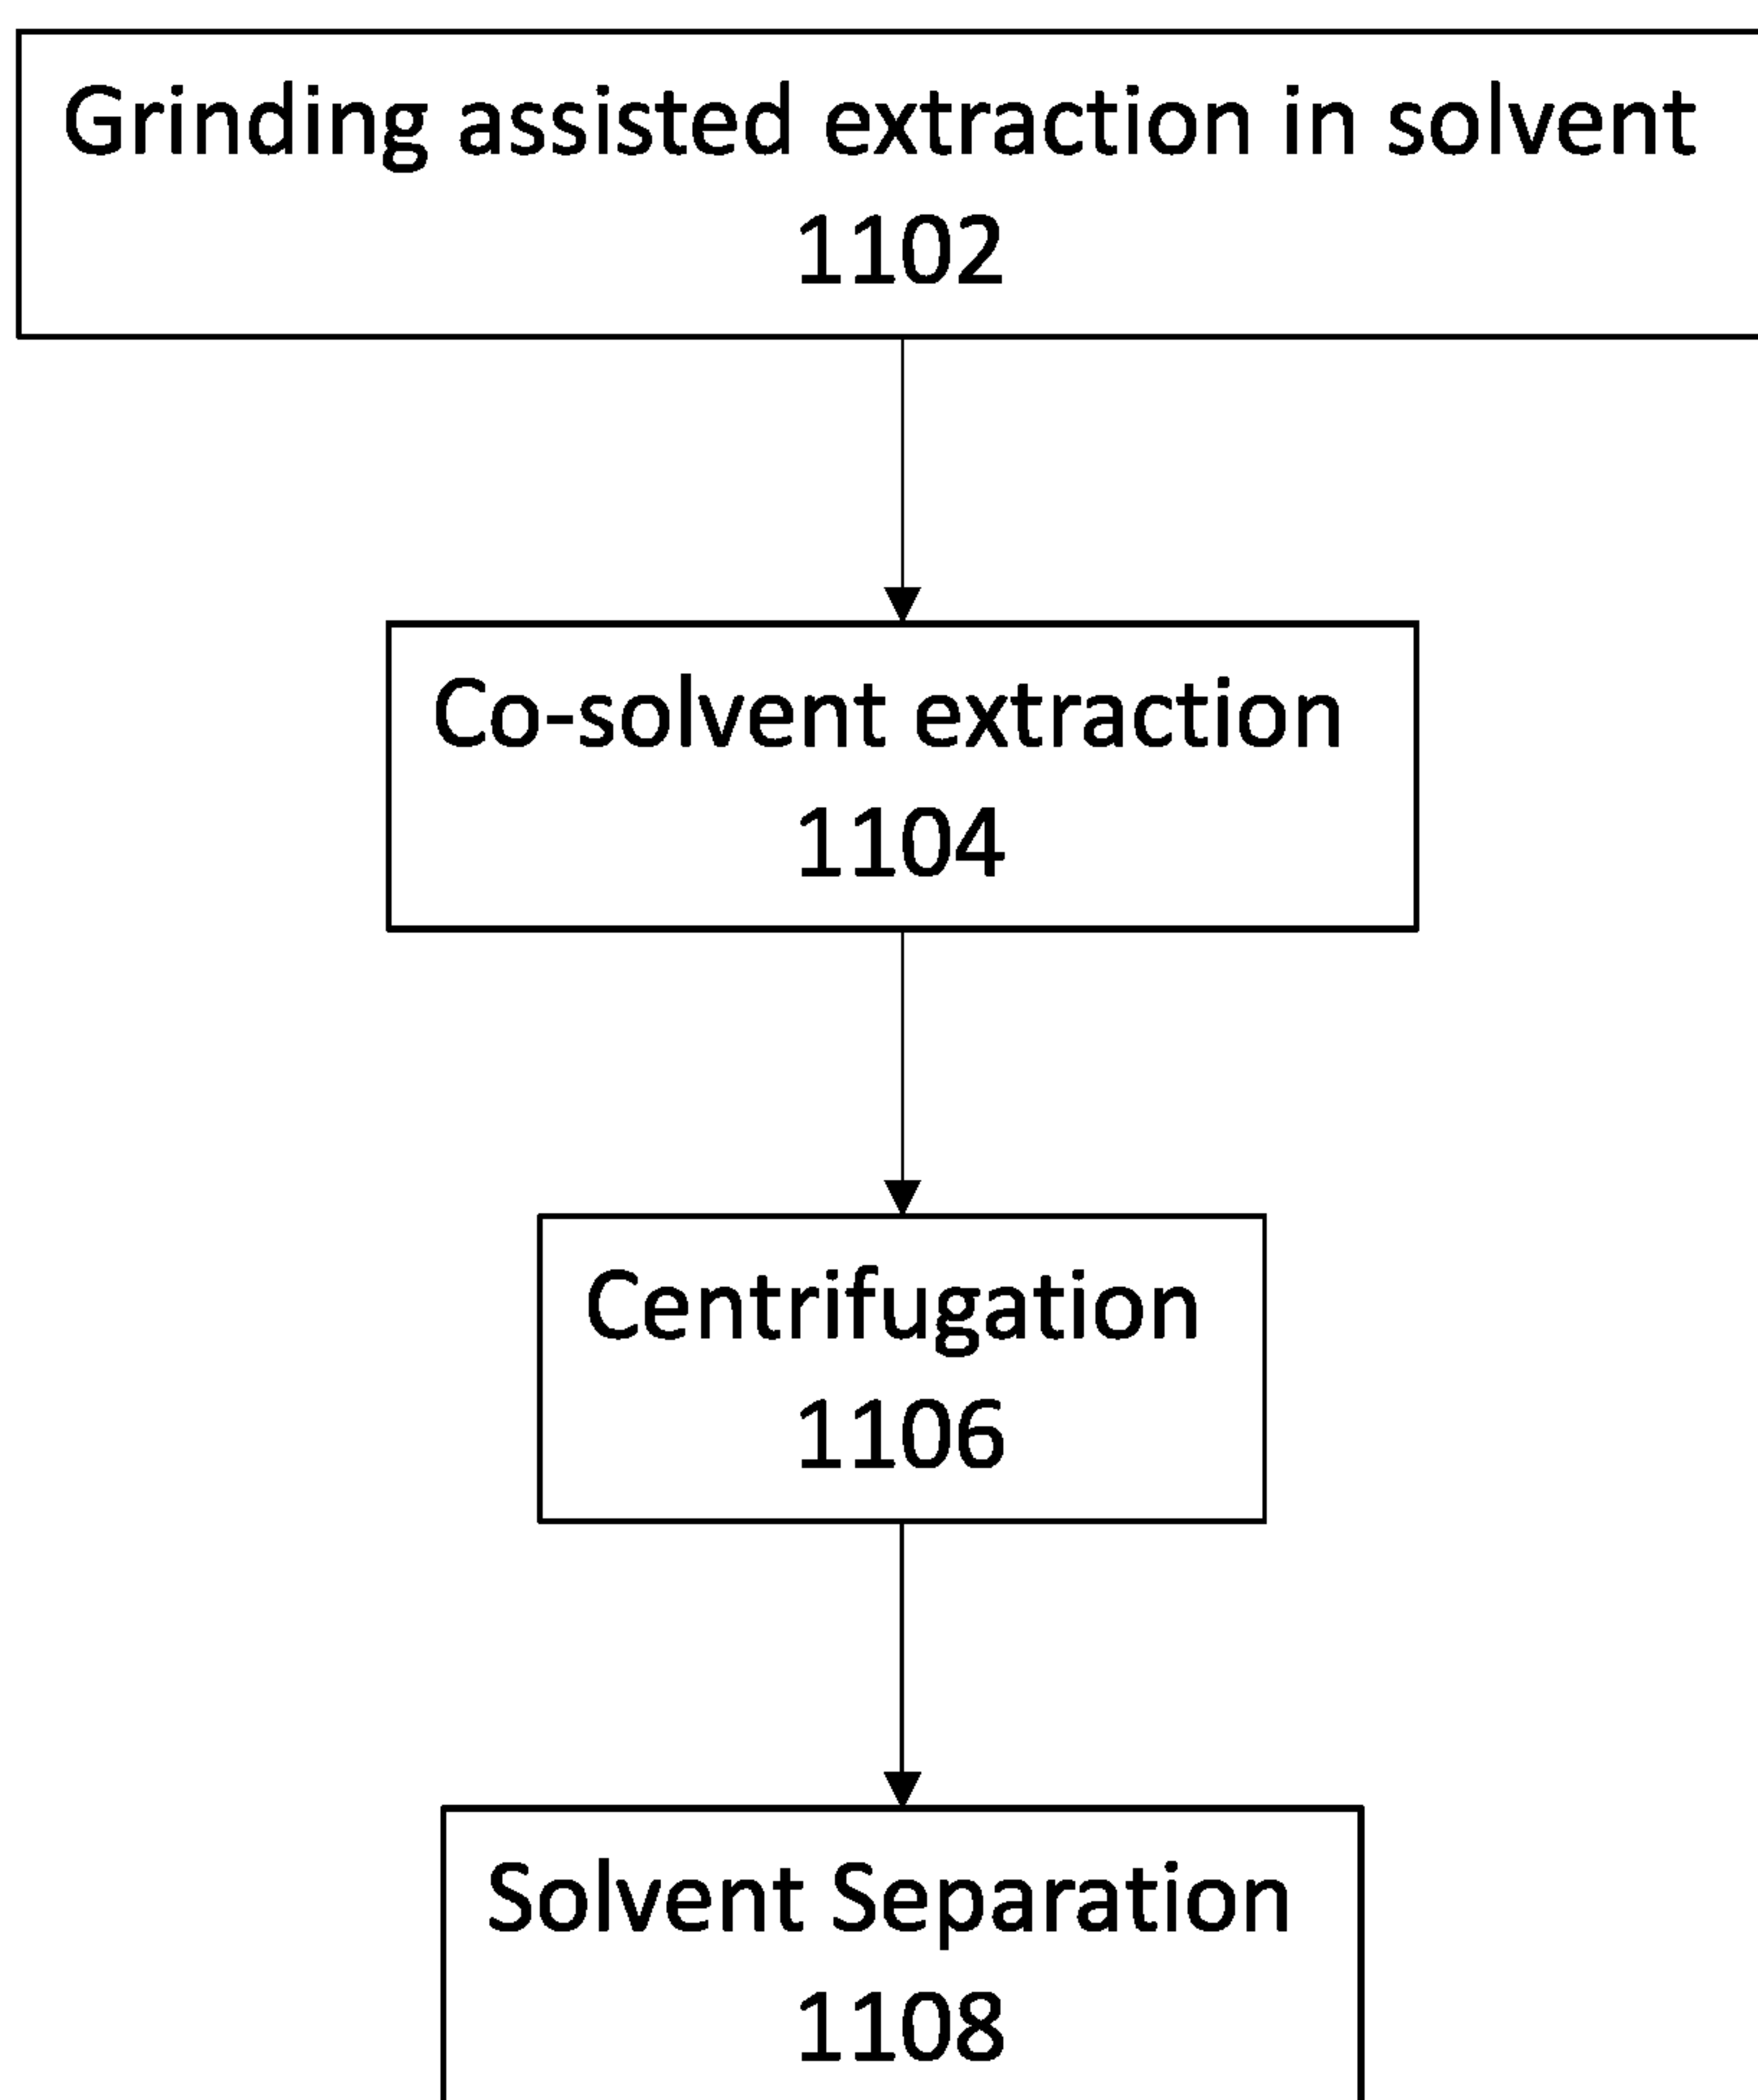 Grinding assisted extraction in solvent
1102
Co-solvent extraction
1104
Centrifugation
1106
Solvent Separation
1108